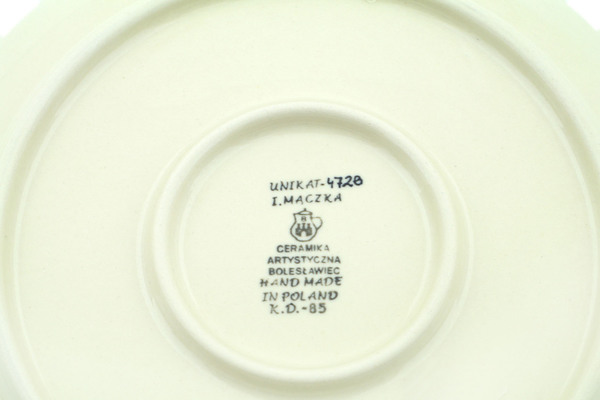 UNIKAT-4728
I. MĄCZKA
CERAMIKA
ARTYSTYCZNA
BOLESŁAWIEC
HAND MADE
IN POLAND
K.D.-85